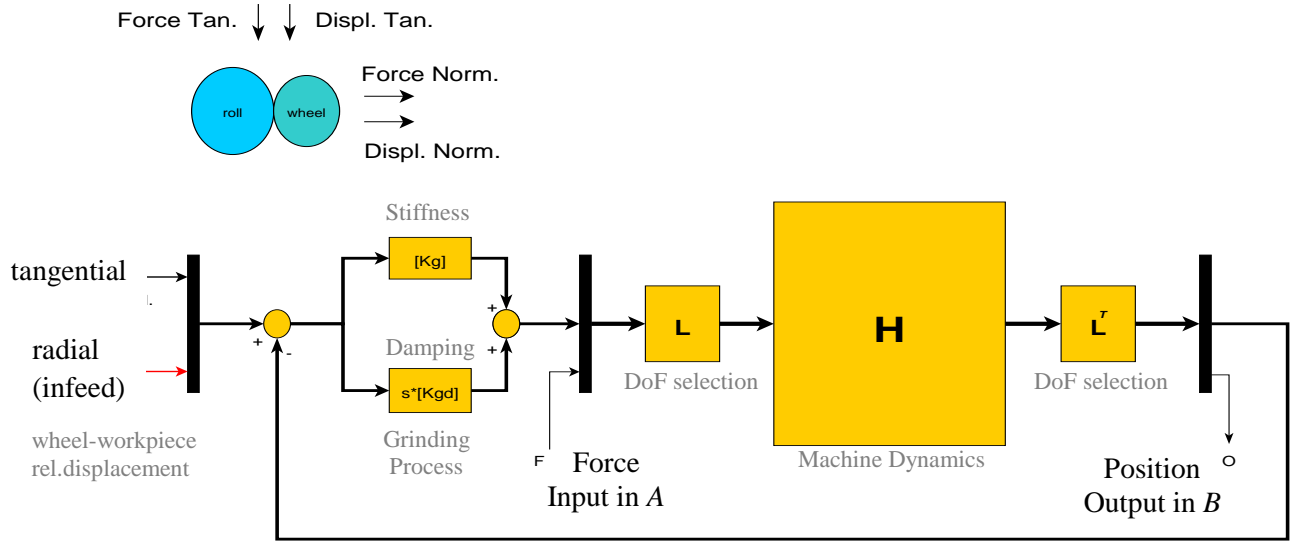 Force Tan. Displ. Tan.
Force Norm.
roll wheel
Displ. Norm.
Stiffness
tangential
[Kg]
+
L
H
L T
+ -
radial
(infeed)
Damping
+
s*[Kgd]
DoF selection
DoF selection
wheel-workpiece
rel.displacement
Grinding
Process
F
Force
Input in A
Machine Dynamics
Position
Output in B
O